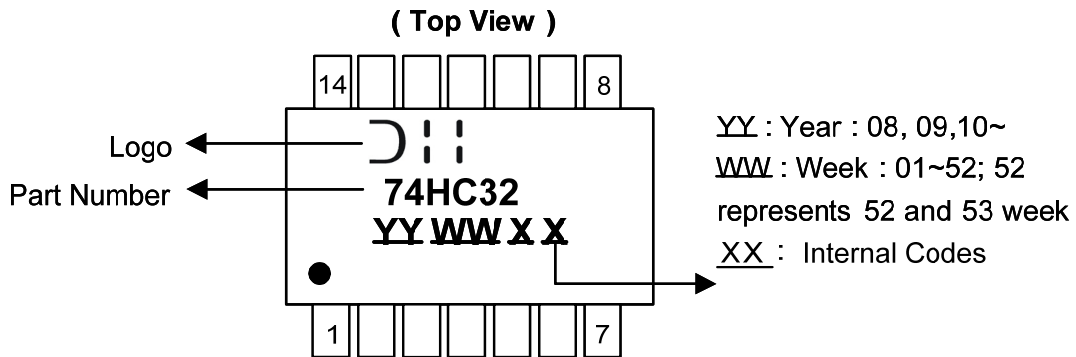 ( Top View )
14 8
Logo
Part Number
74HC32
YY WW X X
1 7
YY : Year : 08, 09,10~
WW : Week : 01~52; 52
represents 52 and 53 week
XX : Internal Codes